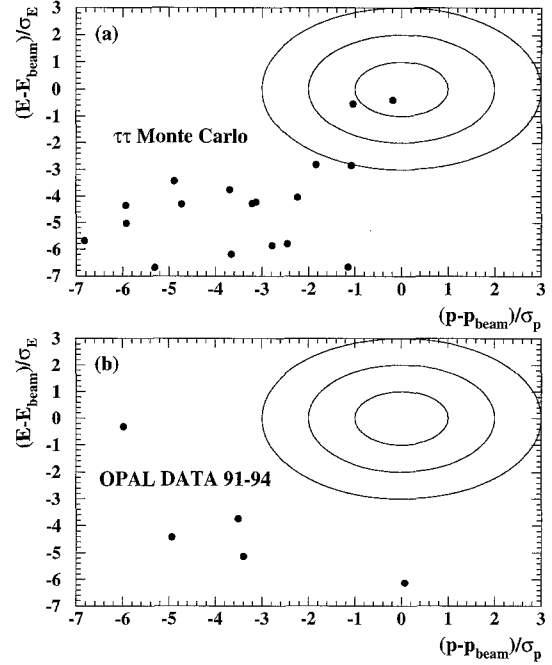 (a)
(E-E_beam)/σ_E
3
2
1
0
-1
-2
-3
-4
-5
-6
-7
ττ Monte Carlo
-7 -6 -5 -4 -3 -2 -1 0 1 2 3
(p-p_beam)/σ_p
(b)
(E-E_beam)/σ_E
3
2
1
0
-1
-2
-3
-4
-5
-6
-7
OPAL DATA 91-94
-7 -6 -5 -4 -3 -2 -1 0 1 2 3
(p-p_beam)/σ_p